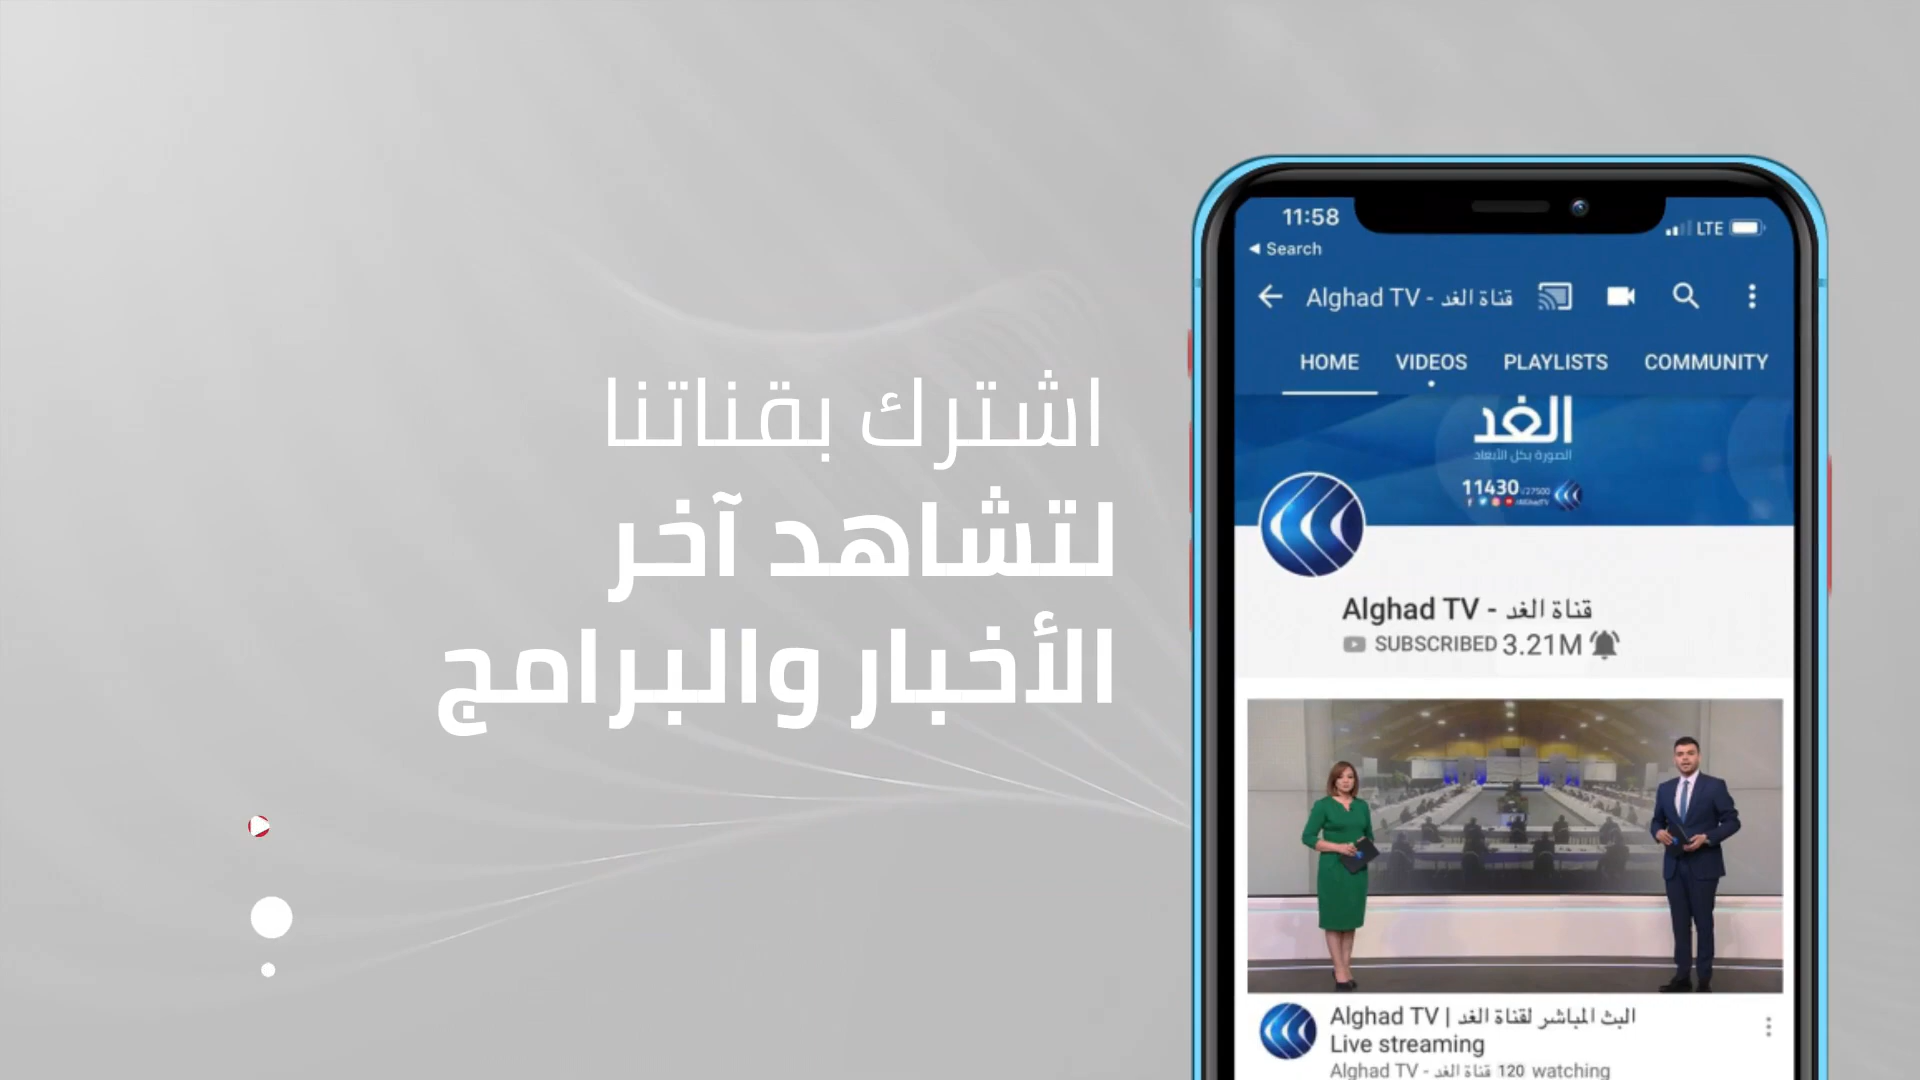 اشترك بقناتنا
لتشاهد آخر
الأخبار والبرامج
11:58
LTE
Search
Alghad TV - قناة الغد
HOME VIDEOS PLAYLISTS COMMUNITY
الغد
الصورة بكل الأبعاد
11430
27500
Alghad TV - قناة الغد
SUBSCRIBED 3.21M
Alghad TV | البث المباشر لقناة الغد
Live streaming
Alghad TV - قناة الغد 120 watching